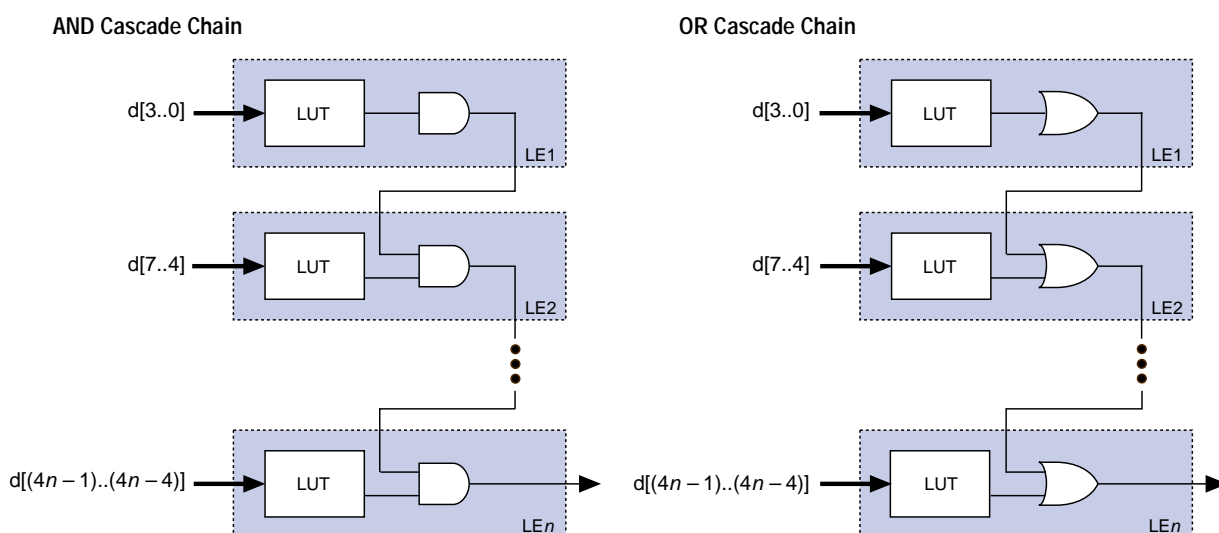 AND Cascade Chain
d[3..0]
LUT
LE1
d[7..4]
LUT
LE2
d[(4n – 1)..(4n – 4)]
LUT
LEn
OR Cascade Chain
d[3..0]
LUT
LE1
d[7..4]
LUT
LE2
d[(4n – 1)..(4n – 4)]
LUT
LEn